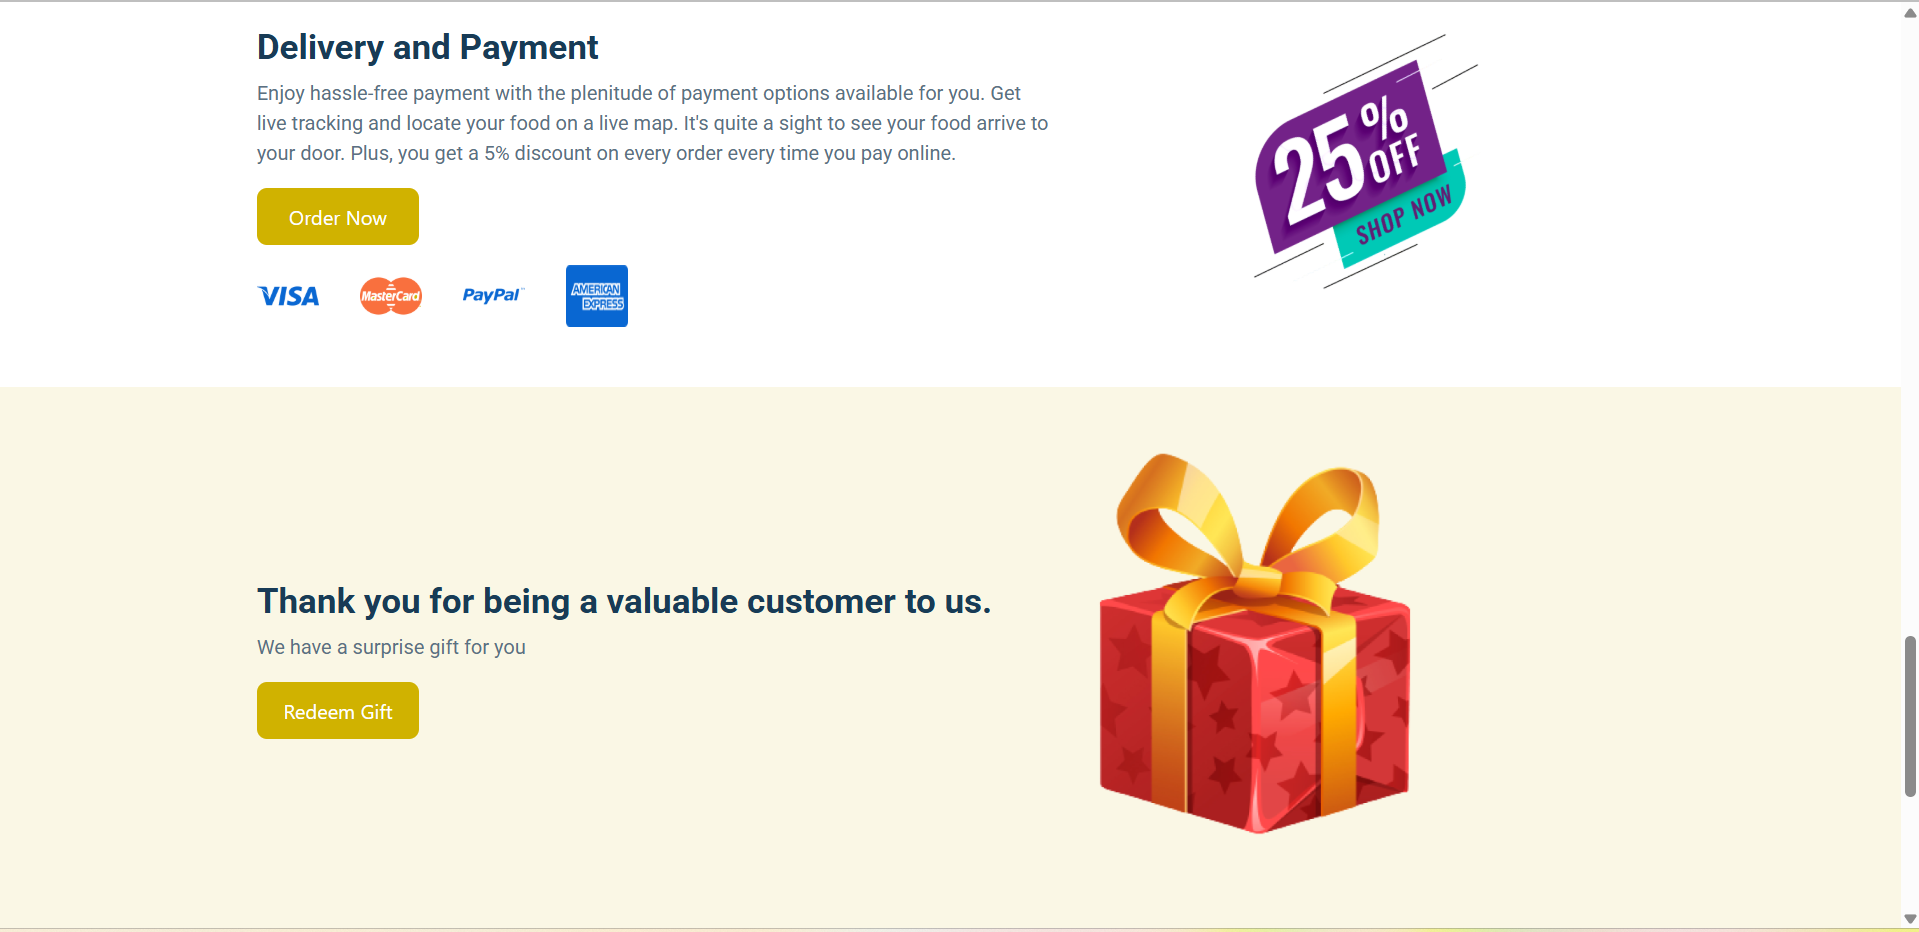 Delivery and Payment
Enjoy hassle-free payment with the plenitude of payment options available for you. Get
live tracking and locate your food on a live map. It's quite a sight to see your food arrive to
your door. Plus, you get a 5% discount on every order every time you pay online.
Order Now
VISA
MasterCard
PayPal™
AMERICAN
EXPRESS
25%
OFF
SHOP NOW
Thank you for being a valuable customer to us.
We have a surprise gift for you
Redeem Gift